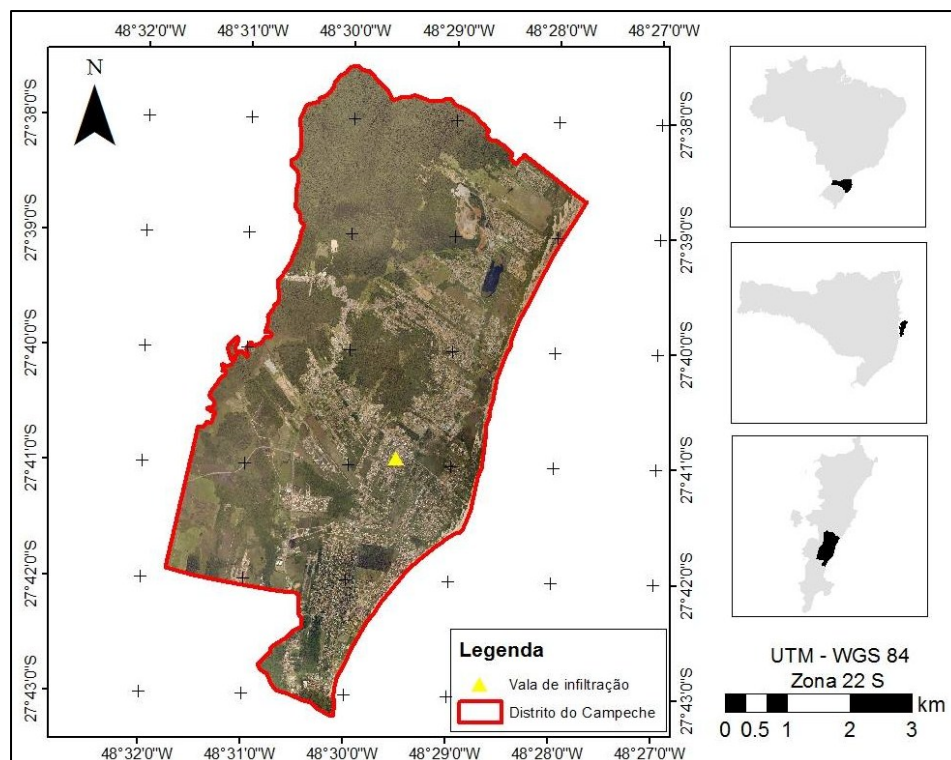 48°32'0"W 48°31'0"W 48°30'0"W 48°29'0"W 48°28'0"W 48°27'0"W
N
27°38'0"S
27°39'0"S
27°40'0"S
27°41'0"S
27°42'0"S
27°43'0"S
27°38'0"S
27°39'0"S
27°40'0"S
27°41'0"S
27°42'0"S
27°43'0"S
Legenda
Vala de infiltração
Distrito do Campeche
48°32'0"W 48°31'0"W 48°30'0"W 48°29'0"W 48°28'0"W 48°27'0"W
UTM - WGS 84
Zona 22 S
km
0 0.5 1 2 3